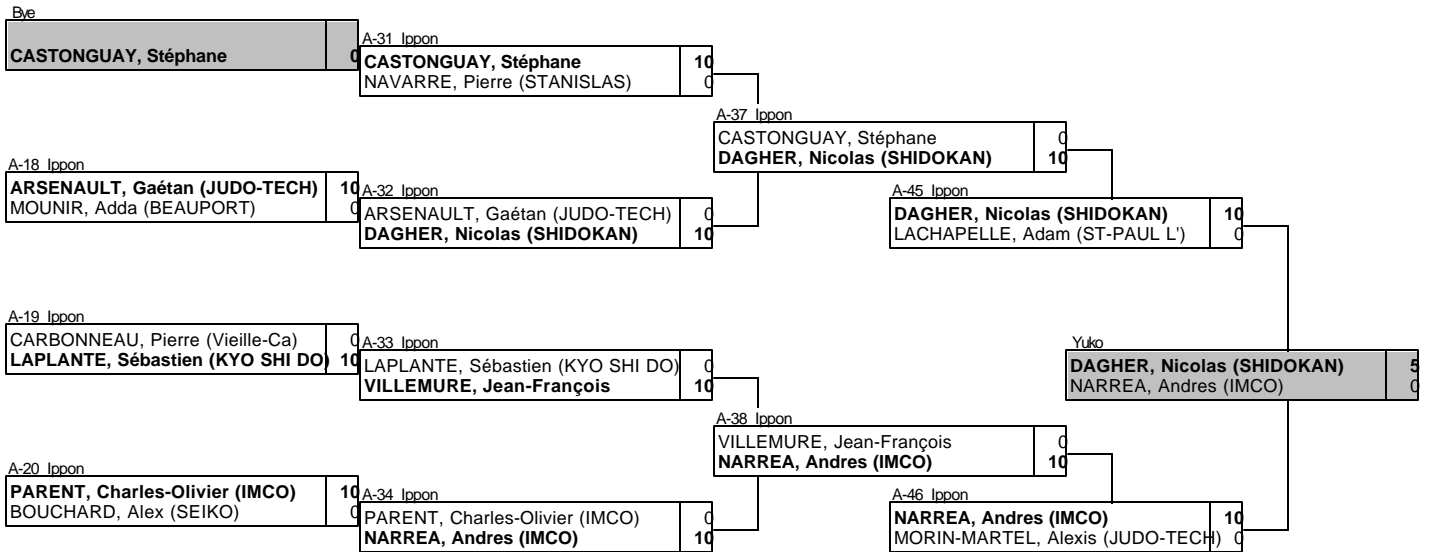 Bye
CASTONGUAY, Stéphane 0
A-18 Ippon
ARSENAULT, Gaétan (JUDO-TECH) 10
MOUNIR, Adda (BEAUPORT) 0
A-19 Ippon
CARBONNEAU, Pierre (Vieille-Ca) 0
LAPLANTE, Sébastien (KYO SHI DO) 10
A-20 Ippon
PARENT, Charles-Olivier (IMCO) 10
BOUCHARD, Alex (SEIKO) 0
A-31 Ippon
CASTONGUAY, Stéphane 10
NAVARRE, Pierre (STANISLAS) 0
A-32 Ippon
ARSENAULT, Gaétan (JUDO-TECH) 0
DAGHER, Nicolas (SHIDOKAN) 10
A-33 Ippon
LAPLANTE, Sébastien (KYO SHI DO) 0
VILLEMURE, Jean-François 10
A-34 Ippon
PARENT, Charles-Olivier (IMCO) 0
NARREA, Andres (IMCO) 10
A-37 Ippon
CASTONGUAY, Stéphane 0
DAGHER, Nicolas (SHIDOKAN) 10
A-38 Ippon
VILLEMURE, Jean-François 0
NARREA, Andres (IMCO) 10
A-45 Ippon
DAGHER, Nicolas (SHIDOKAN) 10
LACHAPELLE, Adam (ST-PAUL L') 0
A-46 Ippon
NARREA, Andres (IMCO) 10
MORIN-MARTEL, Alexis (JUDO-TECH) 0
Yuko
DAGHER, Nicolas (SHIDOKAN) 5
NARREA, Andres (IMCO) 0